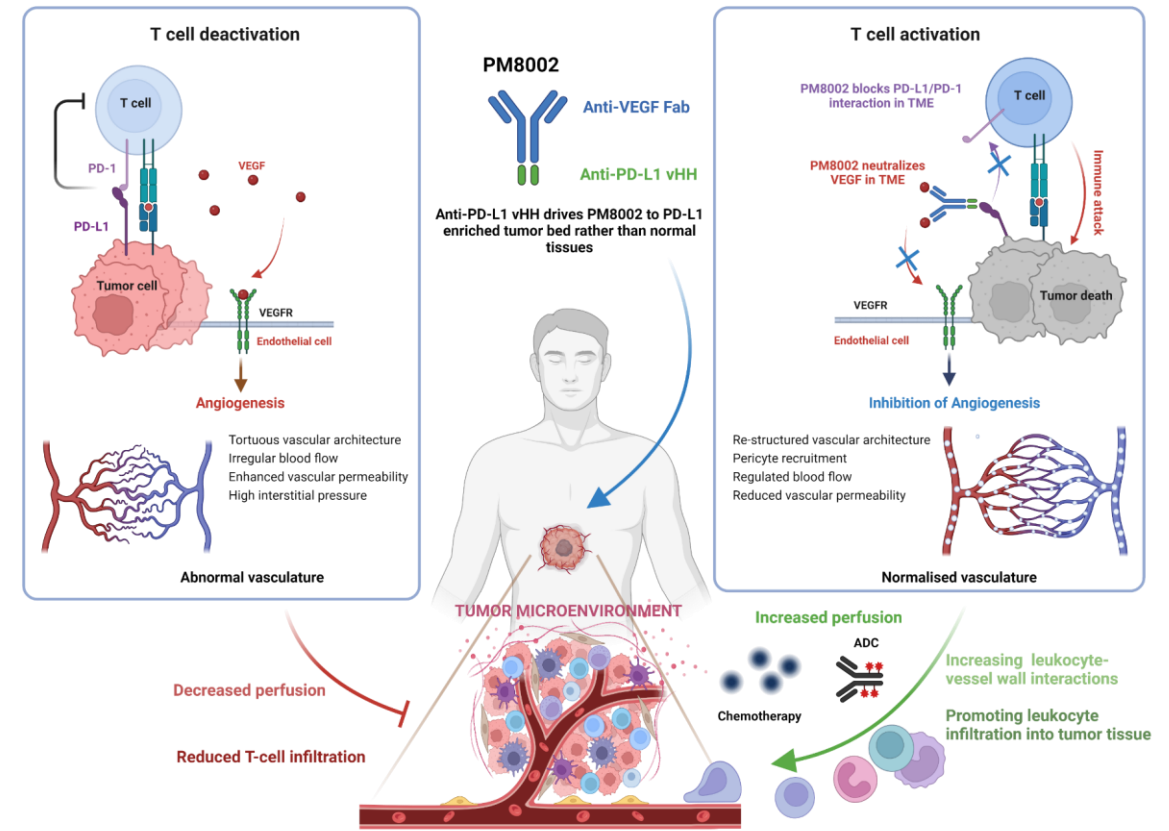 T cell deactivation
T cell
PD-1
VEGF
PD-L1
Tumor cell
VEGFR
Endothelial cell
Angiogenesis
Tortuous vascular architecture
Irregular blood flow
Enhanced vascular permeability
High interstitial pressure
Abnormal vasculature
PM8002
Anti-VEGF Fab
Anti-PD-L1 vHH
Anti-PD-L1 vHH drives PM8002 to PD-L1
enriched tumor bed rather than normal
tissues
T cell activation
PM8002 blocks PD-L1/PD-1
interaction in TME
T cell
PM8002 neutralizes
VEGF in TME
Immune attack
Tumor death
VEGFR
Endothelial cell
Inhibition of Angiogenesis
Re-structured vascular architecture
Pericyte recruitment
Regulated blood flow
Reduced vascular permeability
Normalised vasculature
TUMOR MICROENVIRONMENT
Decreased perfusion
Reduced T-cell infiltration
Increased perfusion
ADC
Chemotherapy
Increasing leukocyte-
vessel wall interactions
Promoting leukocyte
infiltration into tumor tissue